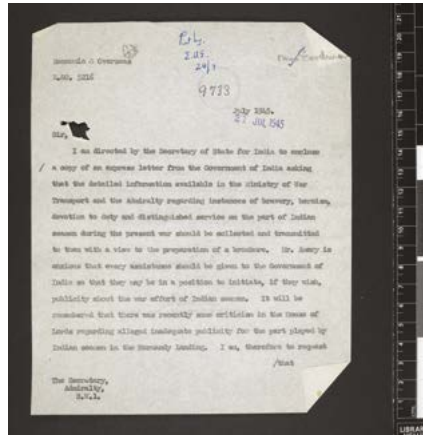 Economic & Overseas
9733
July 1945.
27 JUL 1945
Sir,
I am directed by the Secretary of State for India to enclose
a copy of an express letter from the Government of India asking
that the detailed information available in the Ministry of War
Transport and the Admiralty regarding instances of bravery, heroism,
devotion to duty and distinguished service on the part of Indian
seamen during the present war should be collected and transmitted
to them with a view to the preparation of a brochure. Mr. Amery is
anxious that every assistance should be given to the Government of
India so that they may be in a position to initiate, if they wish,
publicity about the war effort of Indian seamen. It will be
remembered that there was recently some criticism in the House of
Lords regarding alleged inadequate publicity for the part played by
Indian seamen in the Normandy Landing. I am, therefore to request
/that
The Secretary,
Admiralty,
S.W.1.